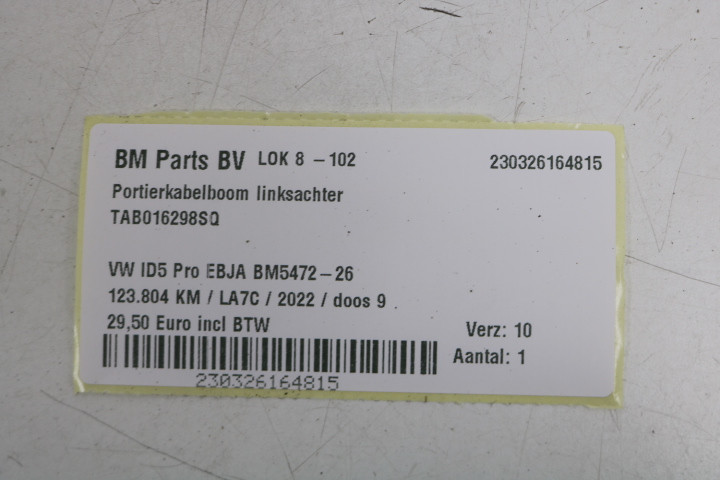 BM Parts BV LOK 8 - 102 230326164815
Portierkabelboom linksachter
TAB016298SQ
VW ID5 Pro EBJA BM5472-26
123.804 KM / LA7C / 2022 / doos 9
29,50 Euro incl BTW
Verz: 10
Aantal: 1
230326164815